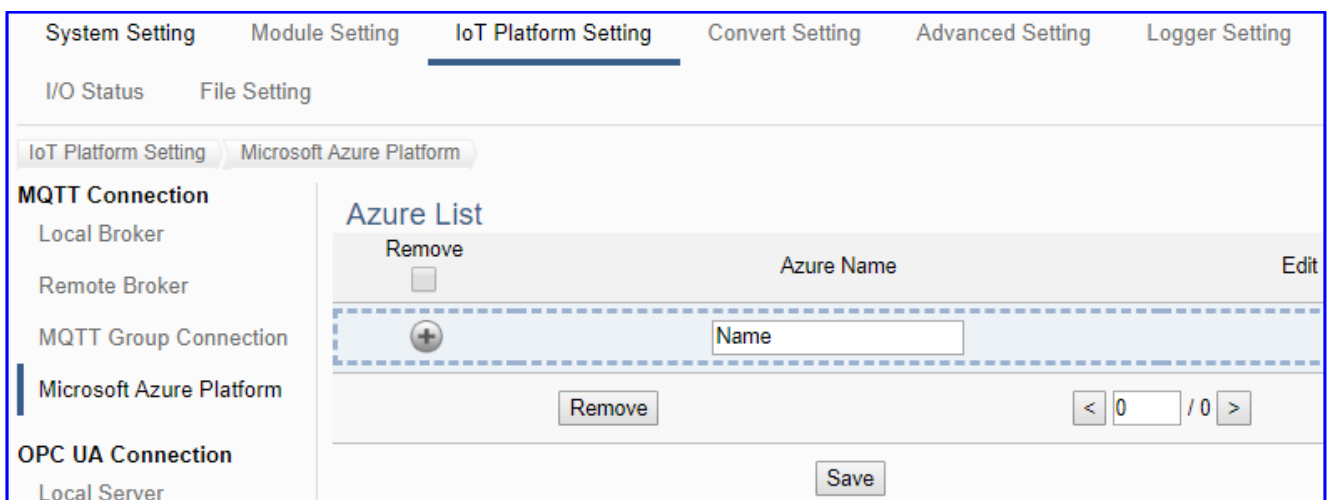 System Setting Module Setting IoT Platform Setting Convert Setting Advanced Setting Logger Setting
I/O Status File Setting
IoT Platform Setting Microsoft Azure Platform
MQTT Connection
Local Broker
Remote Broker
MQTT Group Connection
Microsoft Azure Platform
OPC UA Connection
Local Server
Azure List
Remove Azure Name Edit
Name
Remove < 0 / 0 >
Save